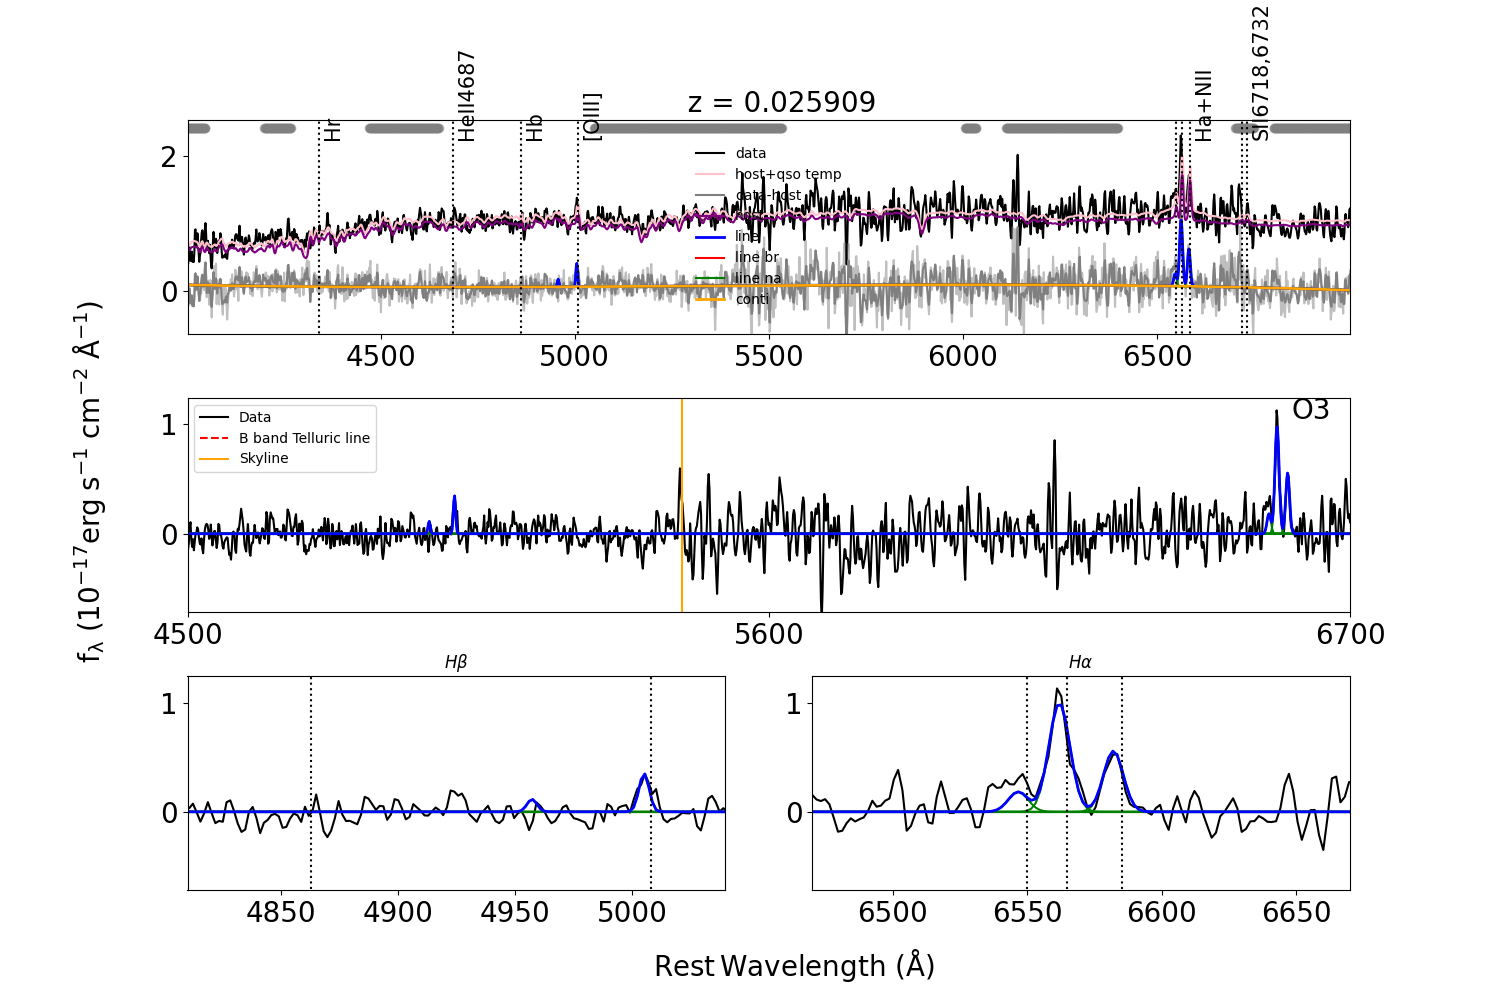 z = 0.025909
Hr
HeII4687
Hb
[OIII]
Ha+NII
SII6718,6732
data
host+qso temp
data-host
line
line br
line na
conti
2
0
4500 5000 5500 6000 6500
Data
B band Telluric line
Skyline
O3
1
0
4500 5600 6700
fλ (10⁻¹⁷erg s⁻¹ cm⁻² Å⁻¹)
Hβ
1
0
4850 4900 4950 5000
Hα
1
0
6500 6550 6600 6650
Rest Wavelength (Å)